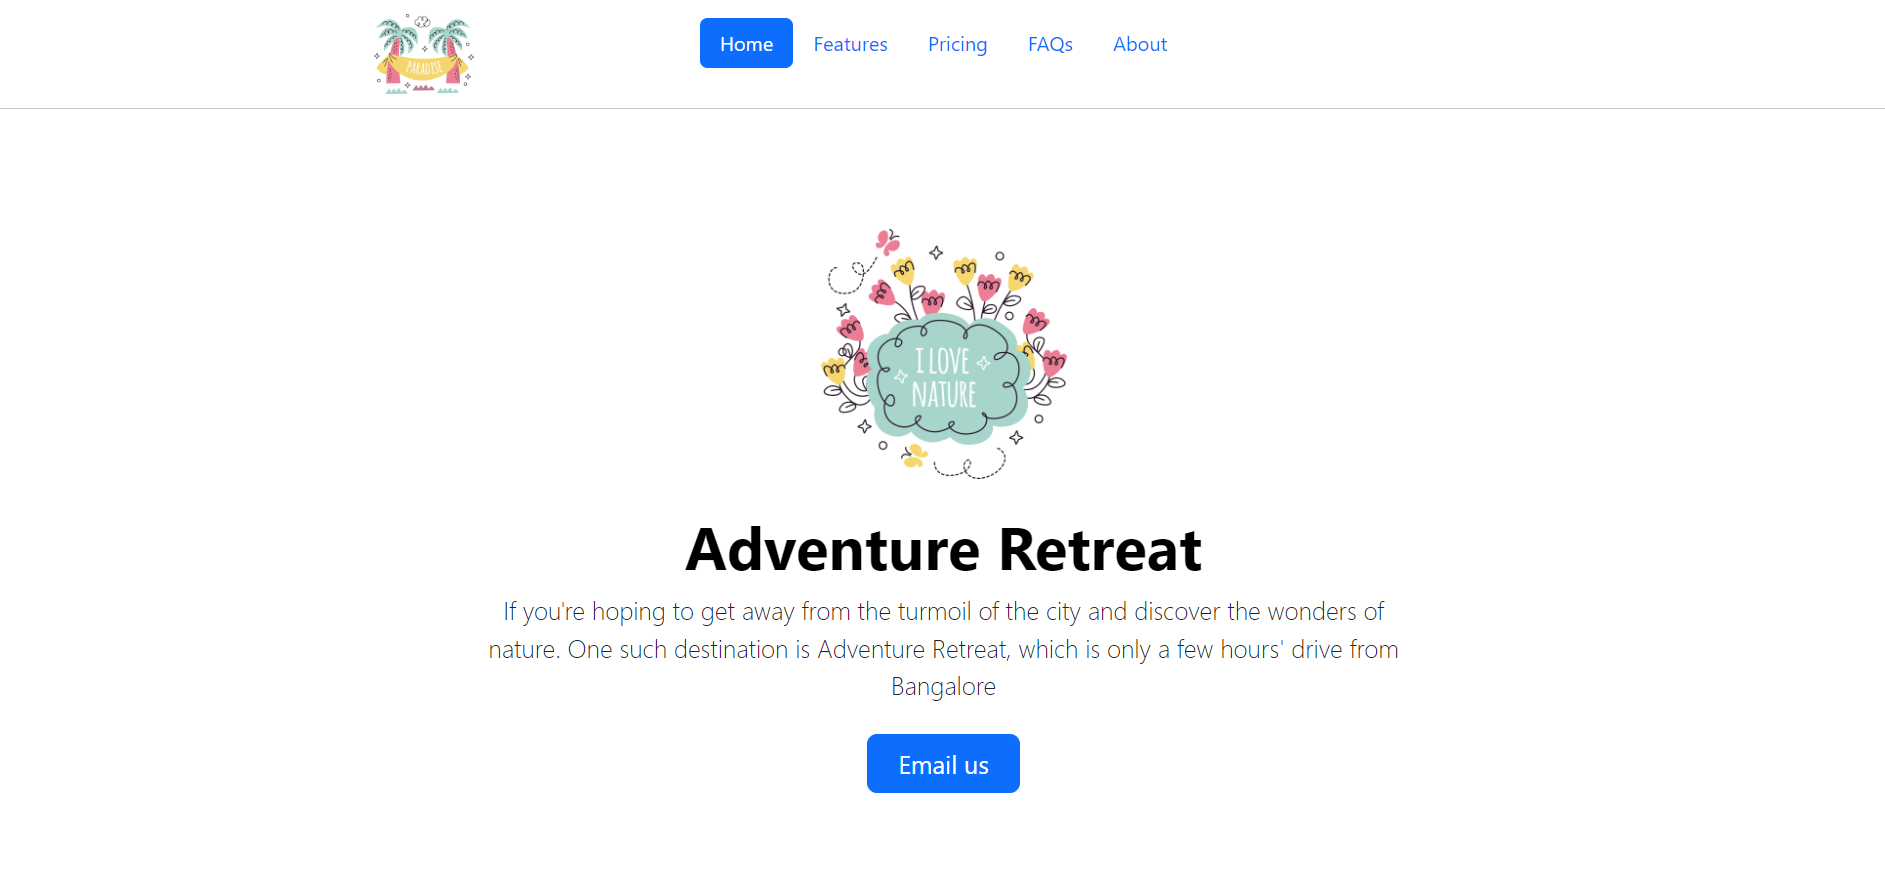 PARADISE
Home Features Pricing FAQs About
I LOVE
NATURE
Adventure Retreat
If you're hoping to get away from the turmoil of the city and discover the wonders of
nature. One such destination is Adventure Retreat, which is only a few hours' drive from
Bangalore
Email us